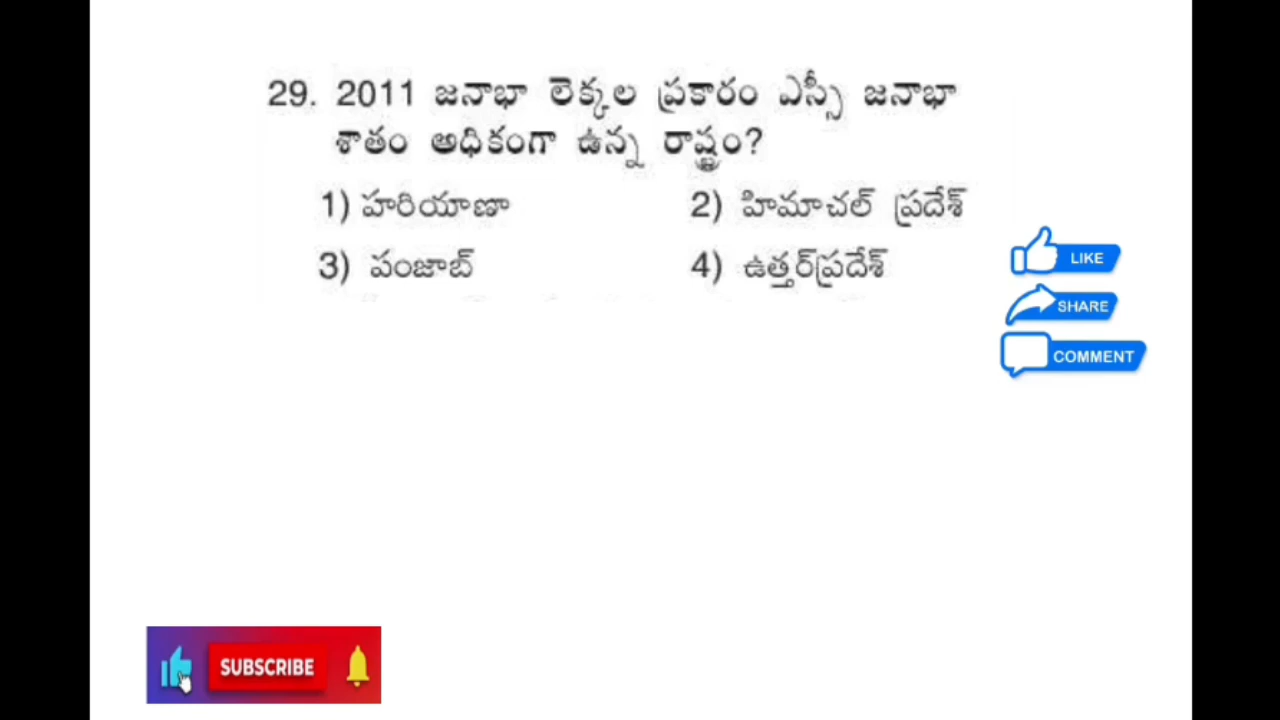 29. 2011 జనాభా లెక్కల ప్రకారం ఎస్సీ జనాభా
శాతం అధికంగా ఉన్న రాష్ట్రం?
1) హరియాణా 2) హిమాచల్ ప్రదేశ్
3) పంజాబ్ 4) ఉత్తర్‌ప్రదేశ్
LIKE
SHARE
COMMENT
SUBSCRIBE